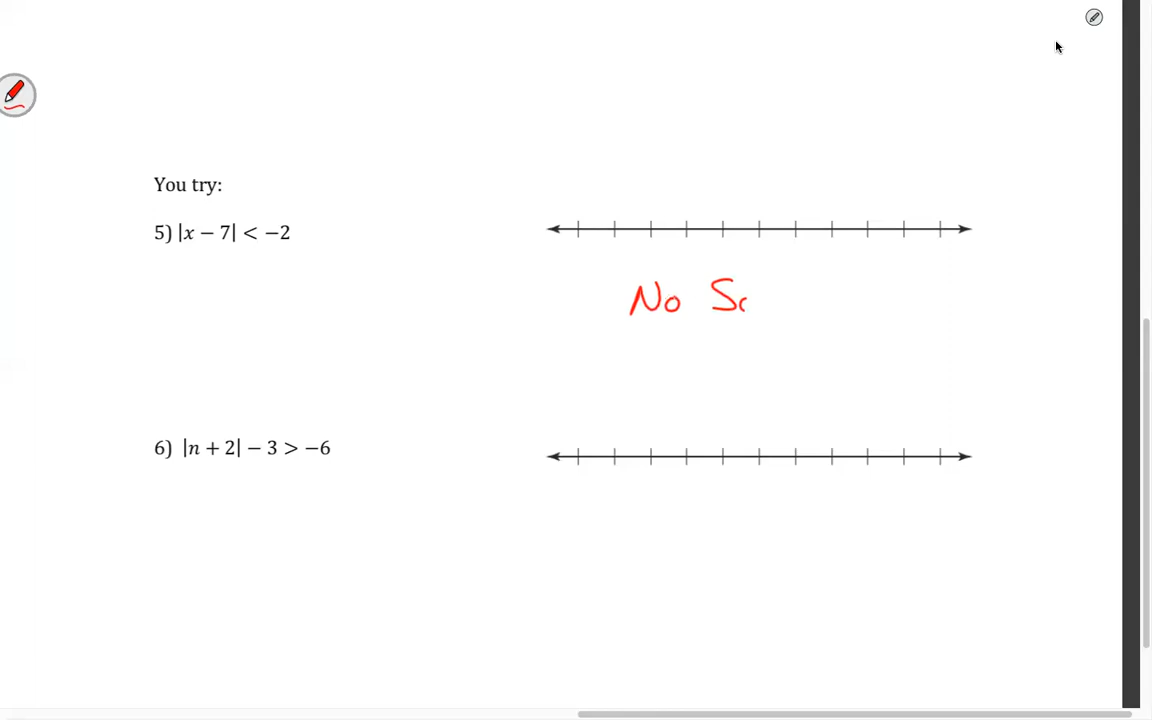 You try:
5) |x − 7| < −2
No So
6) |n + 2| − 3 > −6